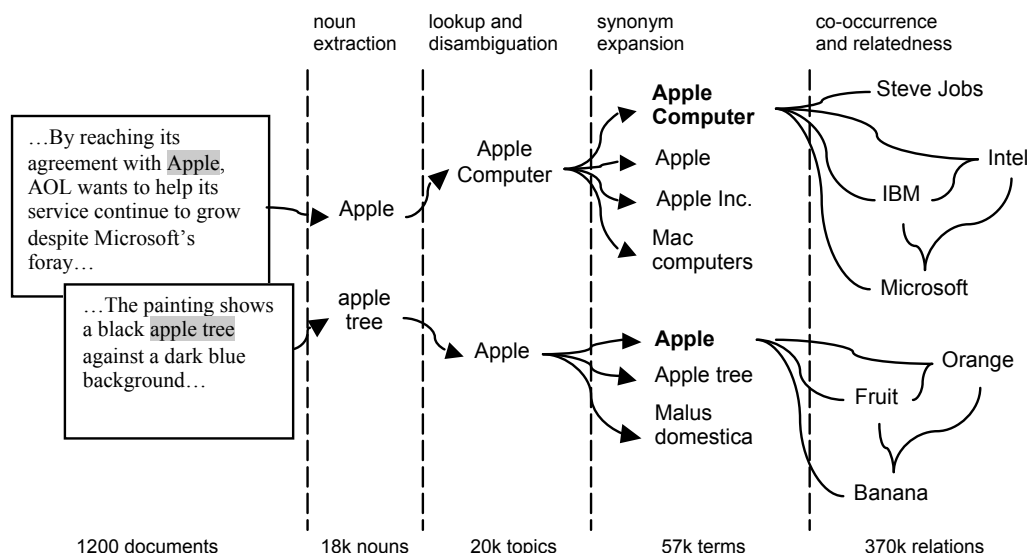 noun
extraction
lookup and
disambiguation
synonym
expansion
co-occurrence
and relatedness
…By reaching its
agreement with Apple,
AOL wants to help its
service continue to grow
despite Microsoft's
foray…
…The painting shows
a black apple tree
against a dark blue
background…
Apple
apple
tree
Apple
Computer
Apple
Apple
Computer
Apple
Apple Inc.
Mac
computers
Apple
Apple tree
Malus
domestica
Steve Jobs
Intel
IBM
Microsoft
Orange
Fruit
Banana
1200 documents
18k nouns
20k topics
57k terms
370k relations